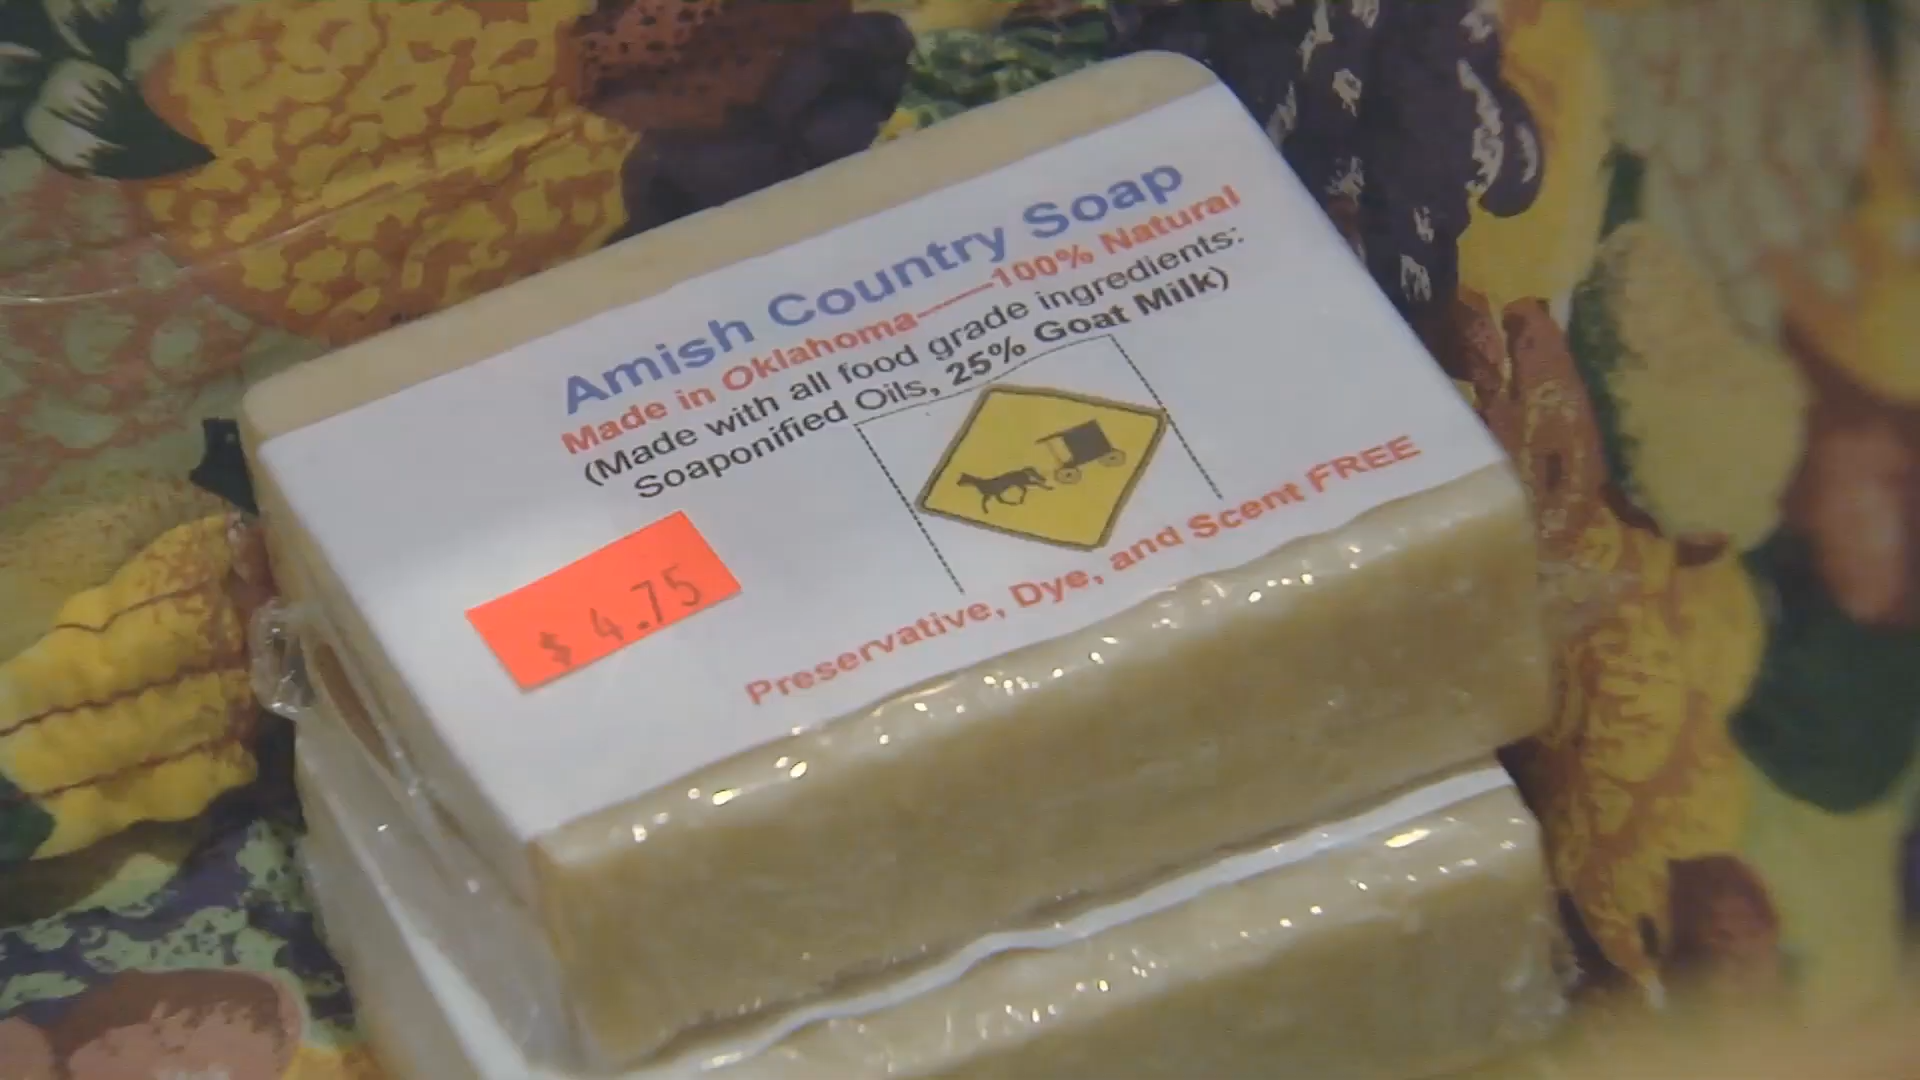 Amish Country Soap
Made in Oklahoma-----100% Natural
(Made with all food grade ingredients:
Soaponified Oils, 25% Goat Milk)
$ 4.75
Preservative, Dye, and Scent FREE